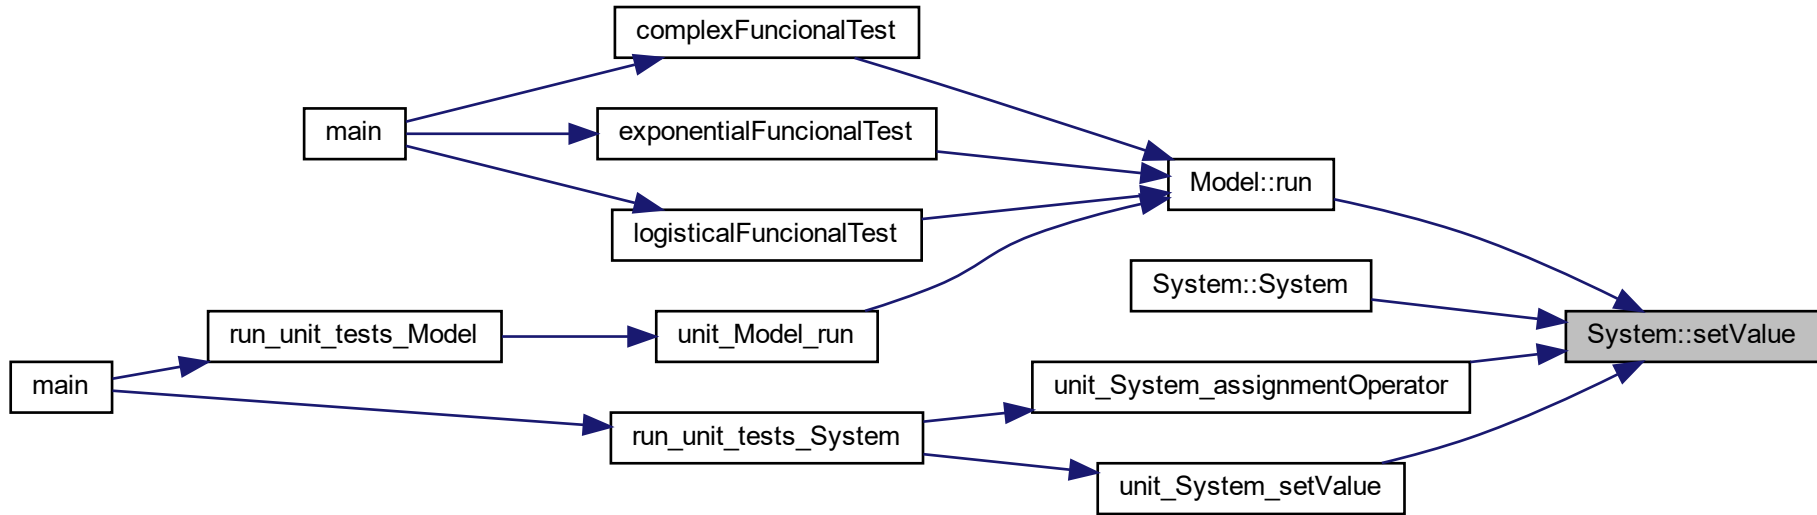 complexFuncionalTest
main
exponentialFuncionalTest
Model::run
logisticalFuncionalTest
System::System
run_unit_tests_Model
unit_Model_run
System::setValue
main
unit_System_assignmentOperator
run_unit_tests_System
unit_System_setValue